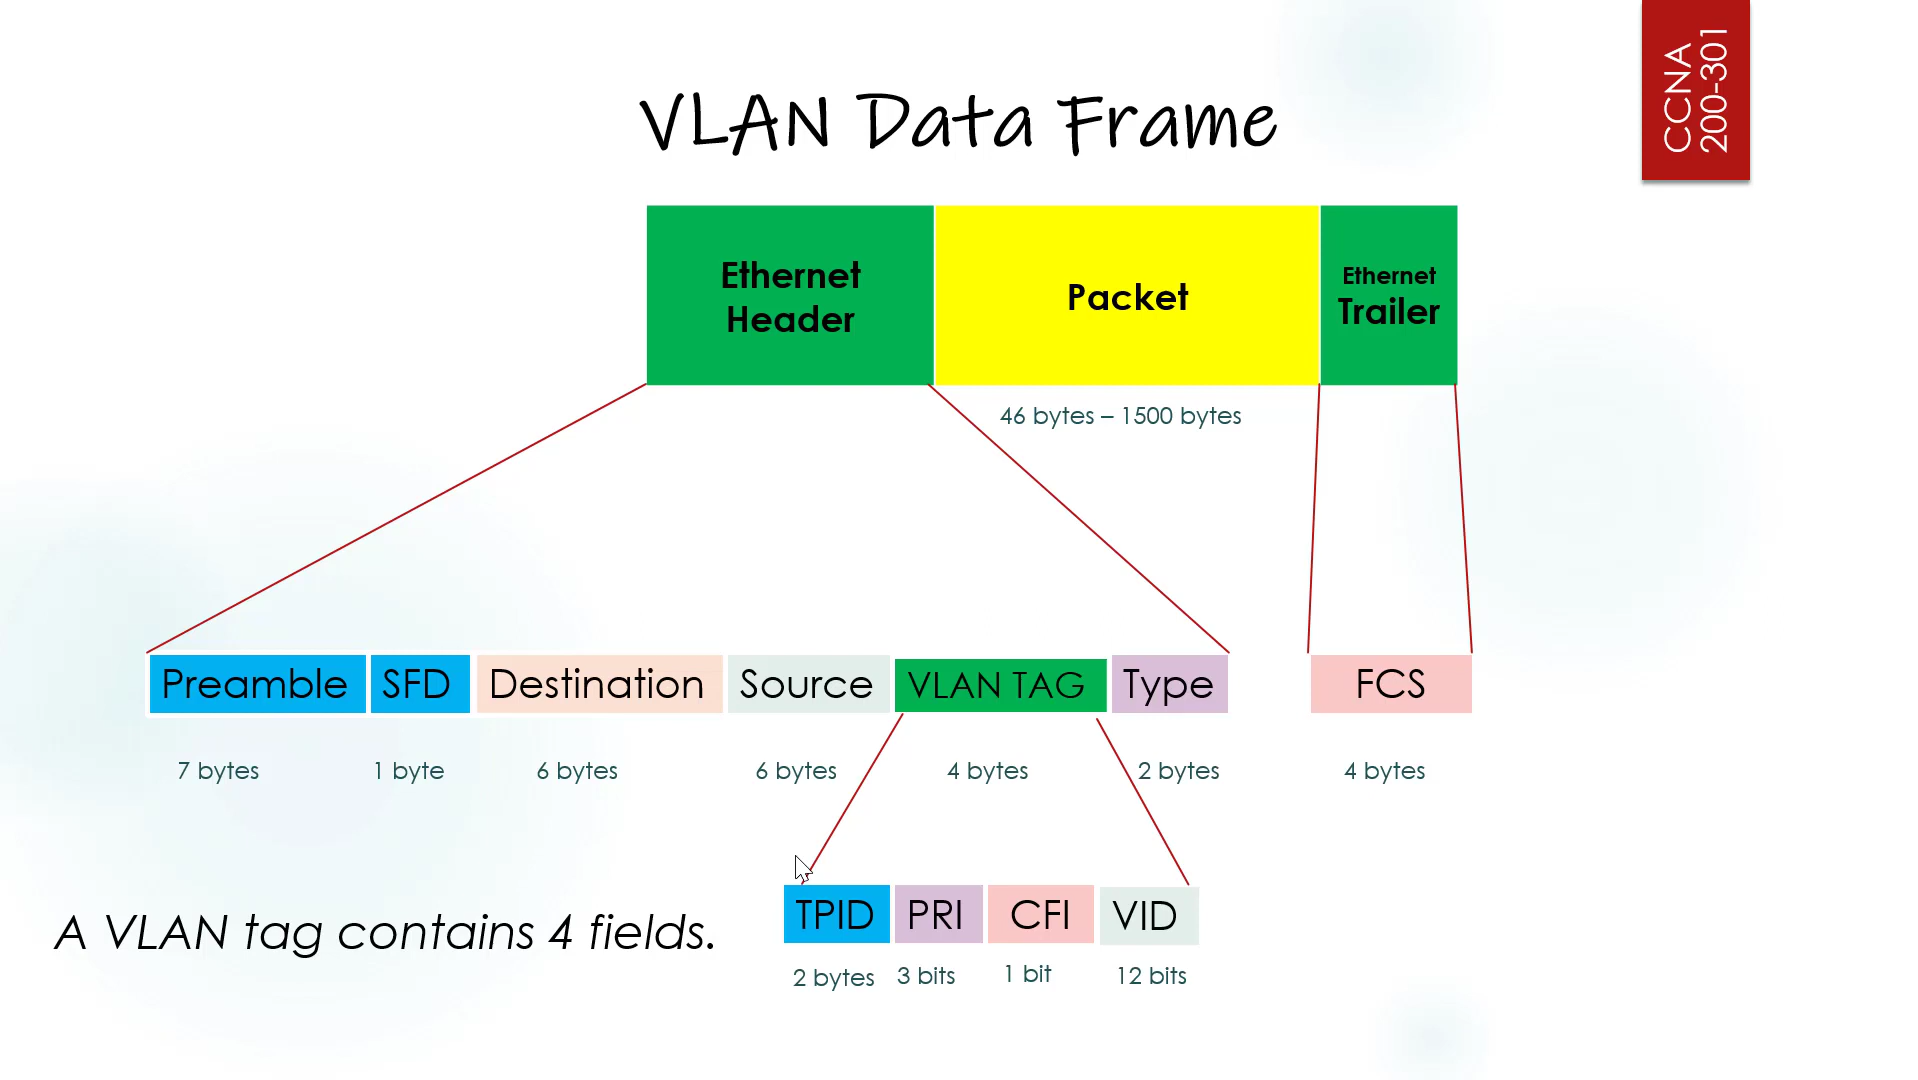 VLAN Data Frame
CCNA
200-301
Ethernet
Header
Packet
Ethernet
Trailer
46 bytes – 1500 bytes
Preamble SFD Destination Source VLAN TAG Type FCS
7 bytes 1 byte 6 bytes 6 bytes 4 bytes 2 bytes 4 bytes
A VLAN tag contains 4 fields.
TPID PRI CFI VID
2 bytes 3 bits 1 bit 12 bits